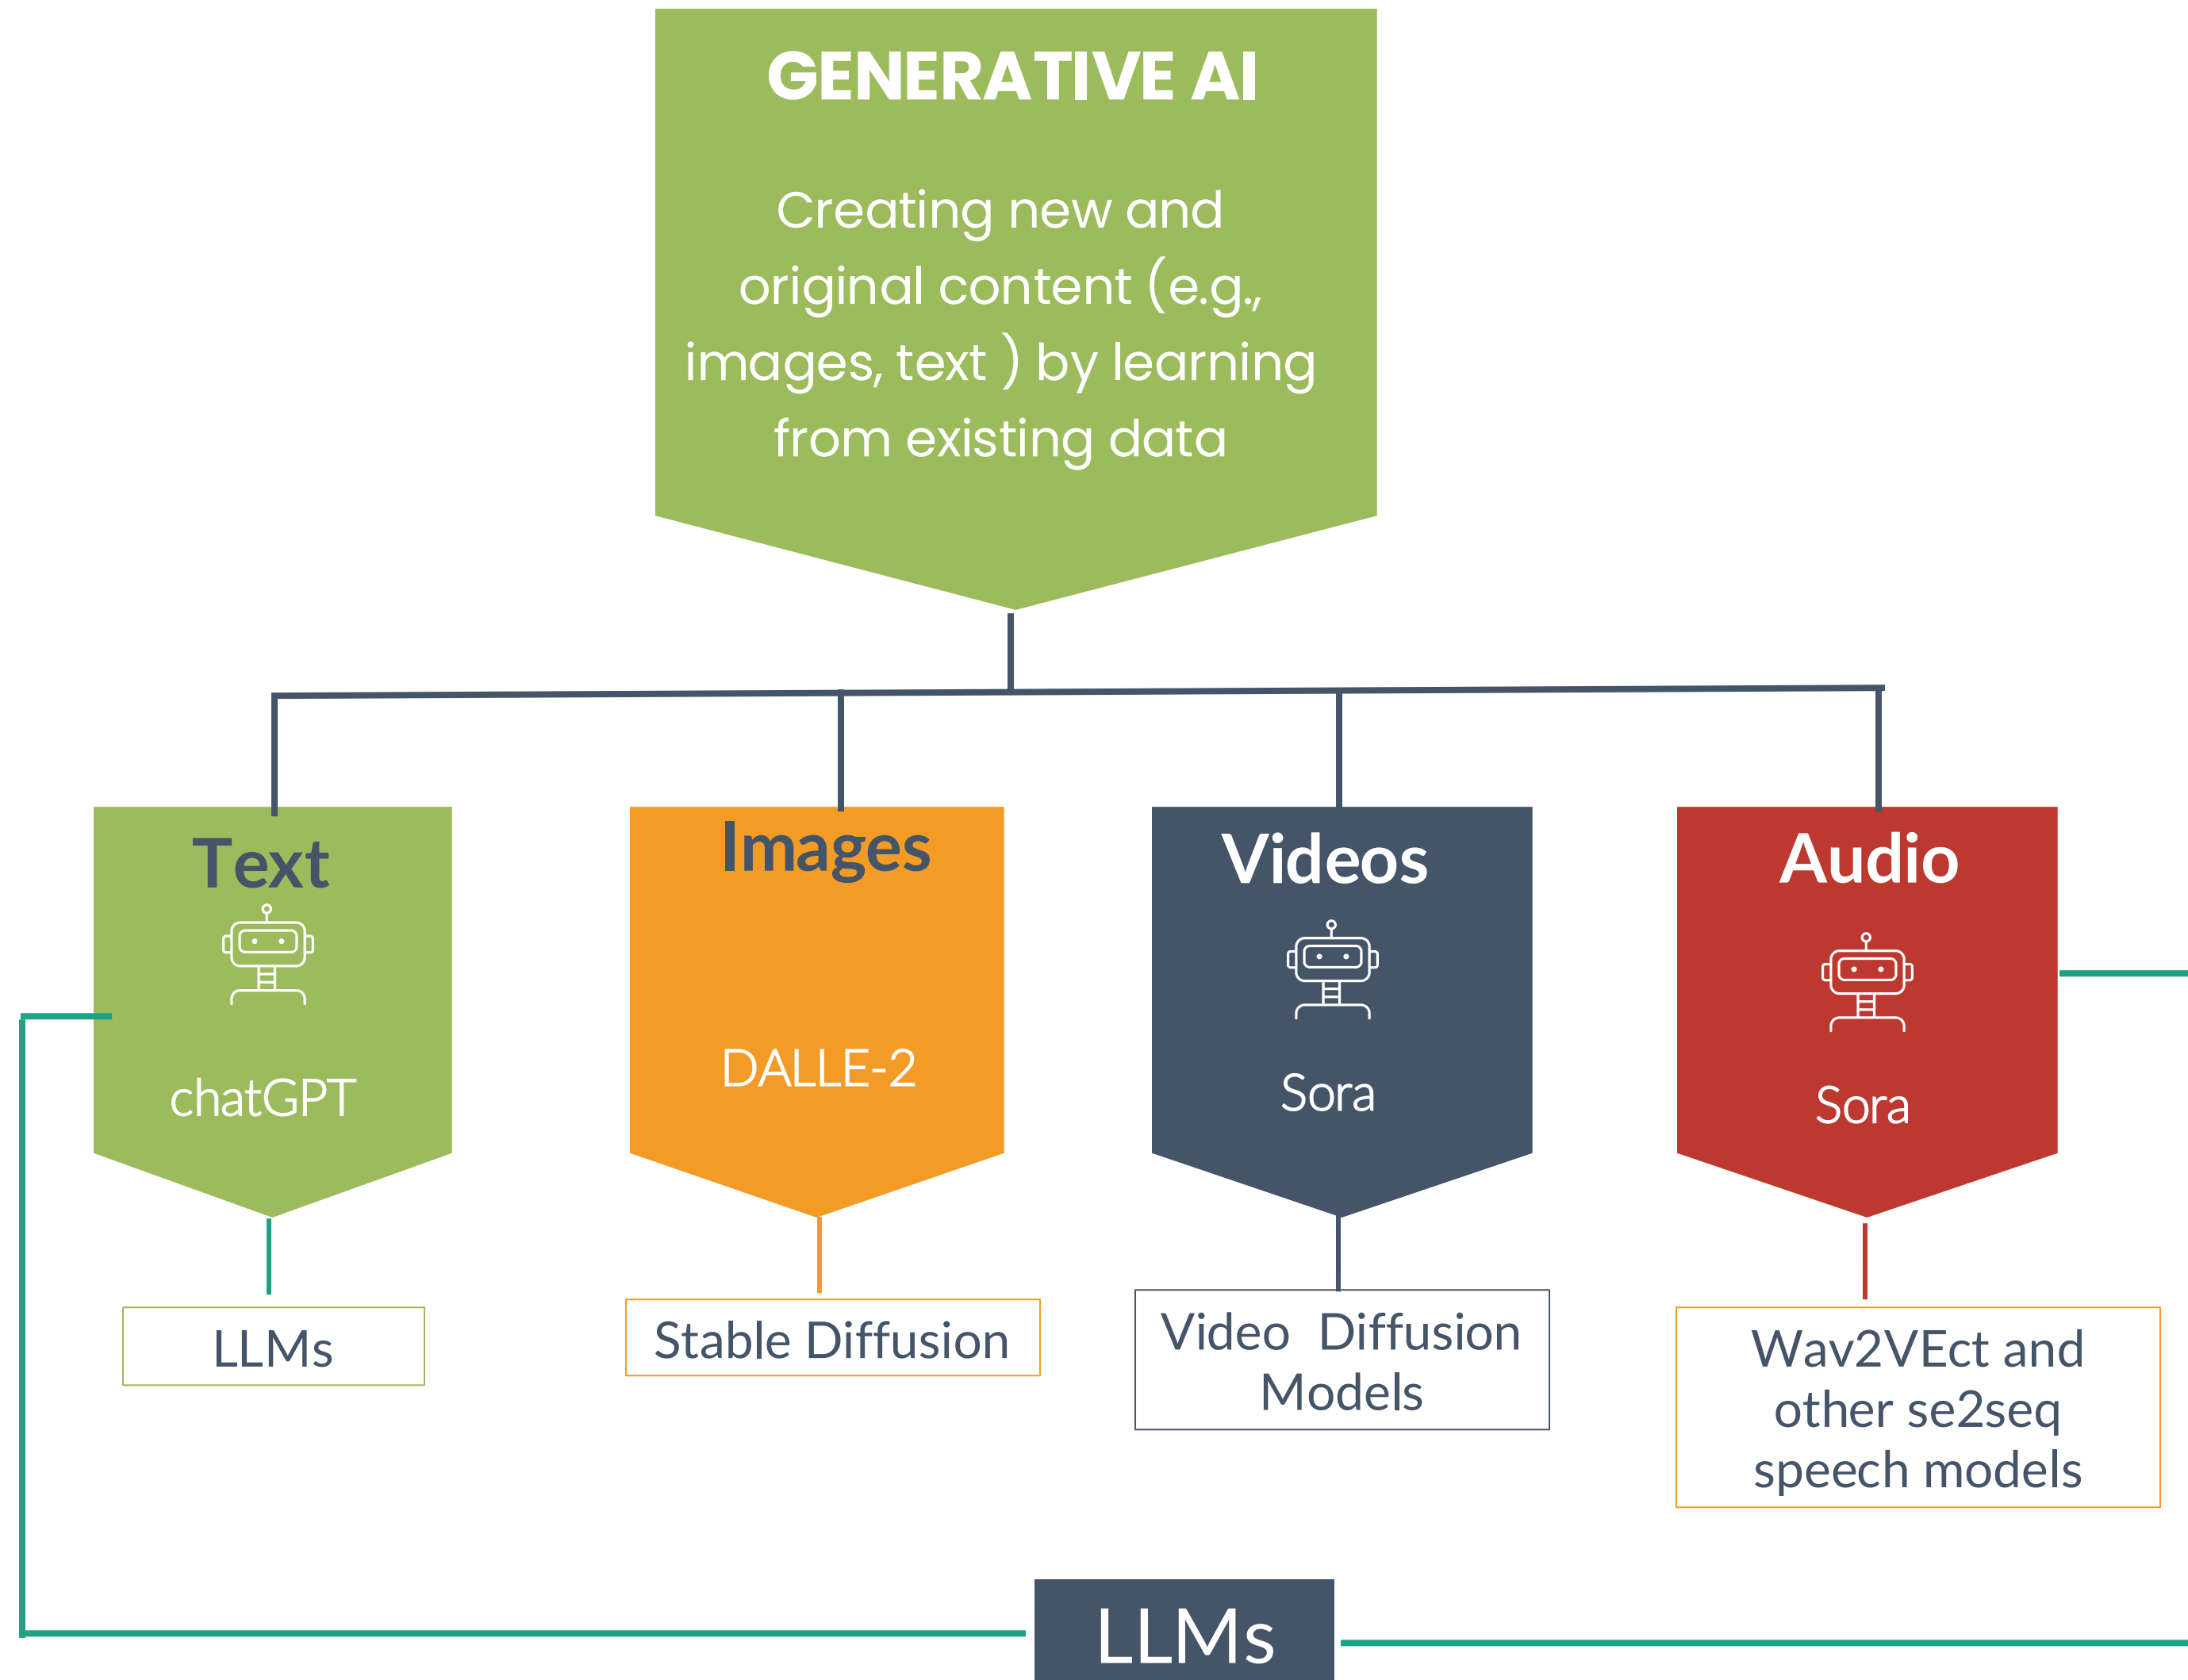 GENERATIVE AI
Creating new and
original content (e.g.,
images, text ) by learning
from existing data
Text
chatGPT
LLMs
Images
DALLE-2
Stable Diffusion
Videos
Sora
Video Diffusion
Models
Audio
Sora
Wav2VEct and
other se2seq
speech models
LLMs